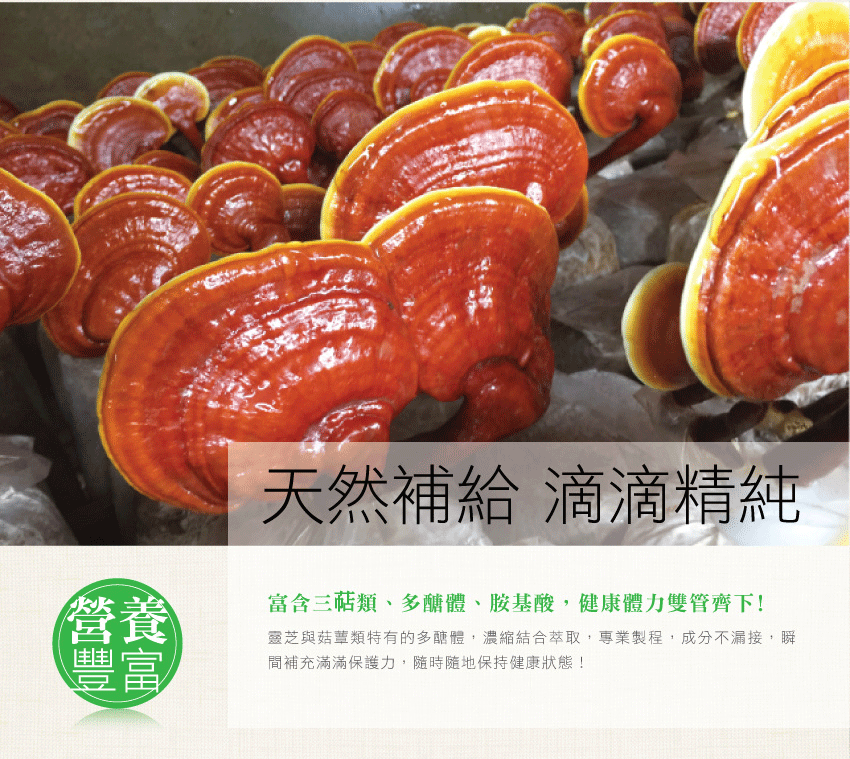 天然補給 滴滴精純
營養
豐富
富含三萜類、多醣體、胺基酸，健康體力雙管齊下!
靈芝與菇蕈類特有的多醣體，濃縮結合萃取，專業製程，成分不漏接，瞬
間補充滿滿保護力，隨時隨地保持健康狀態！